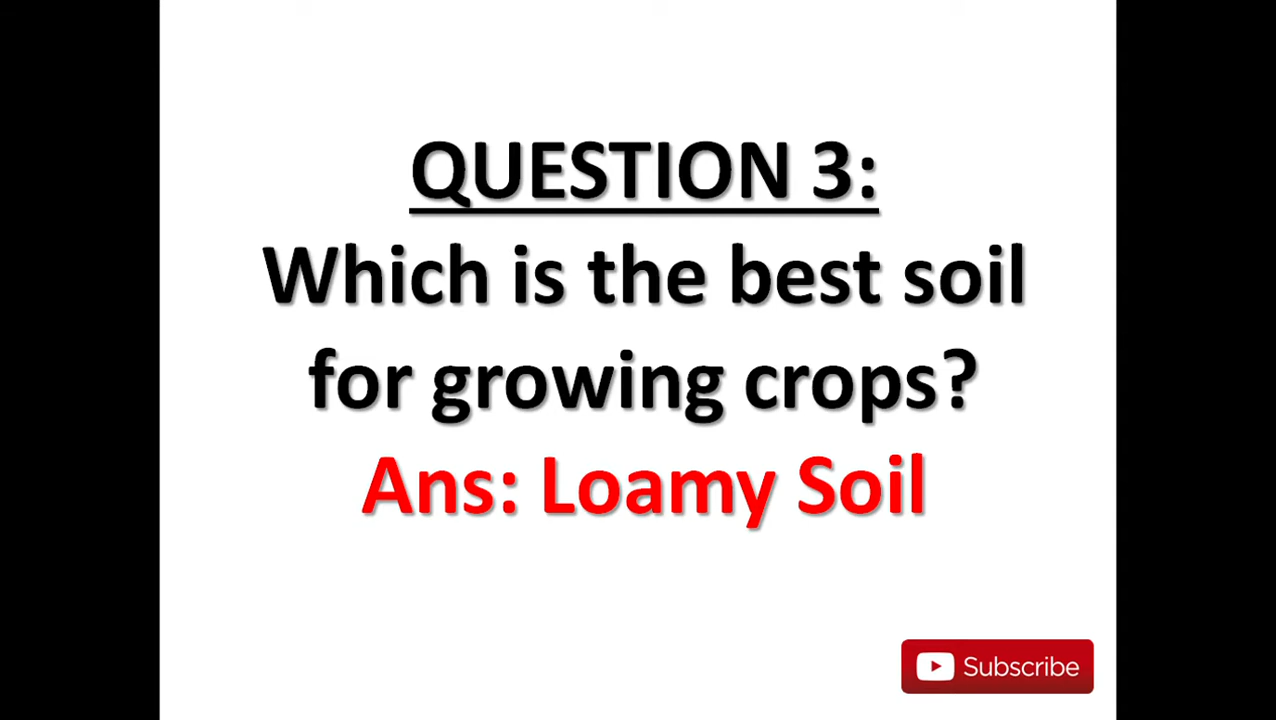 QUESTION 3:
Which is the best soil
for growing crops?
Ans: Loamy Soil
Subscribe